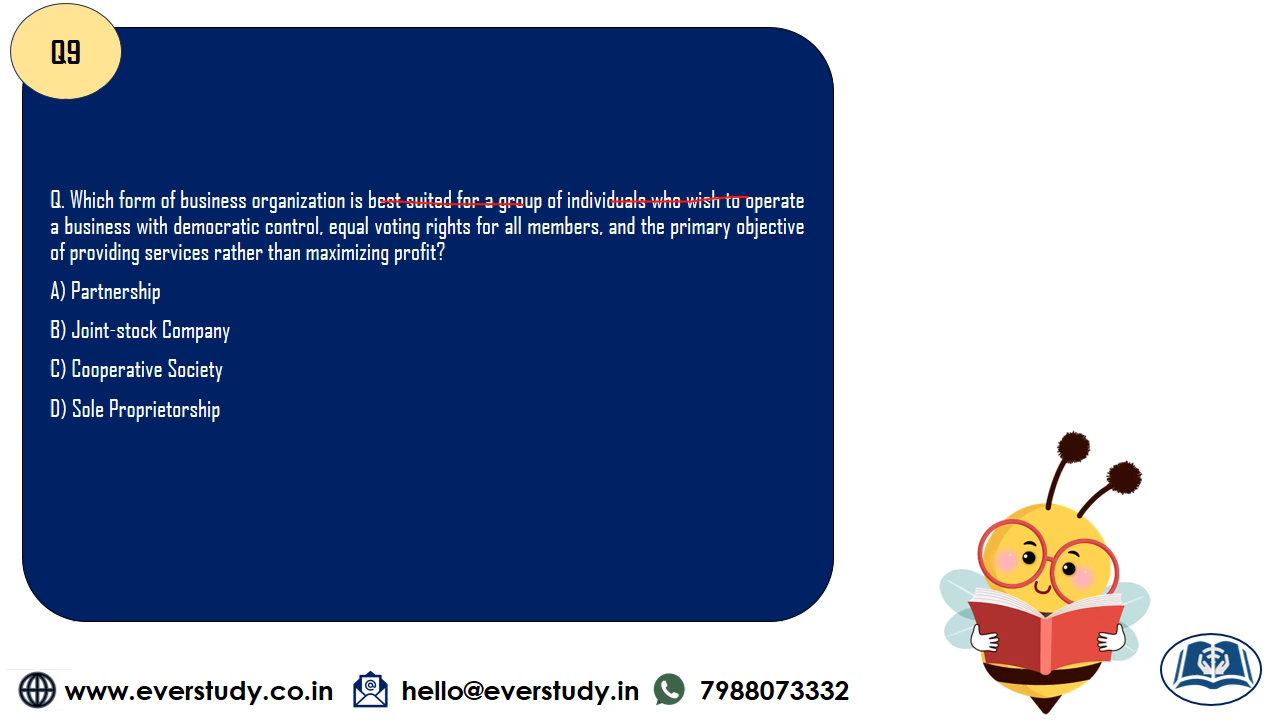 Q9
Q. Which form of business organization is best suited for a group of individuals who wish to operate
a business with democratic control, equal voting rights for all members, and the primary objective
of providing services rather than maximizing profit?
A) Partnership
B) Joint-stock Company
C) Cooperative Society
D) Sole Proprietorship
www.everstudy.co.in hello@everstudy.in 7988073332